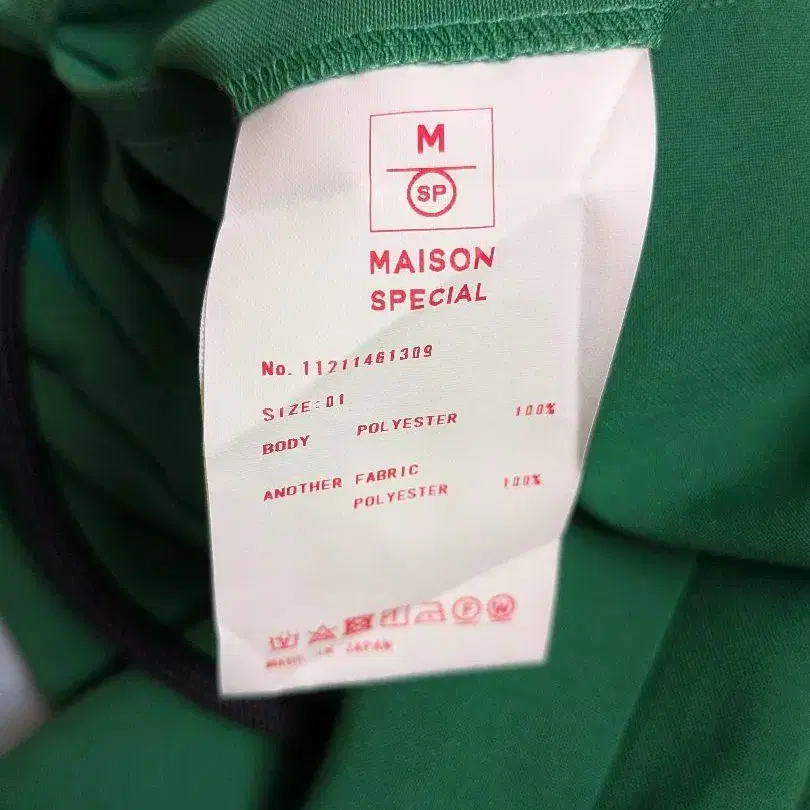 M
SP
MAISON
SPECIAL
No. 11211461309
SIZE:01
BODY POLYESTER 100%
ANOTHER FABRIC
POLYESTER 100%
F W
MADE IN JAPAN